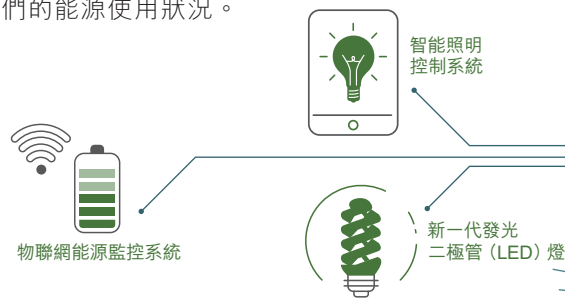 們的能源使用狀況。
智能照明
控制系統
物聯網能源監控系統
新一代發光
二極管（LED）燈